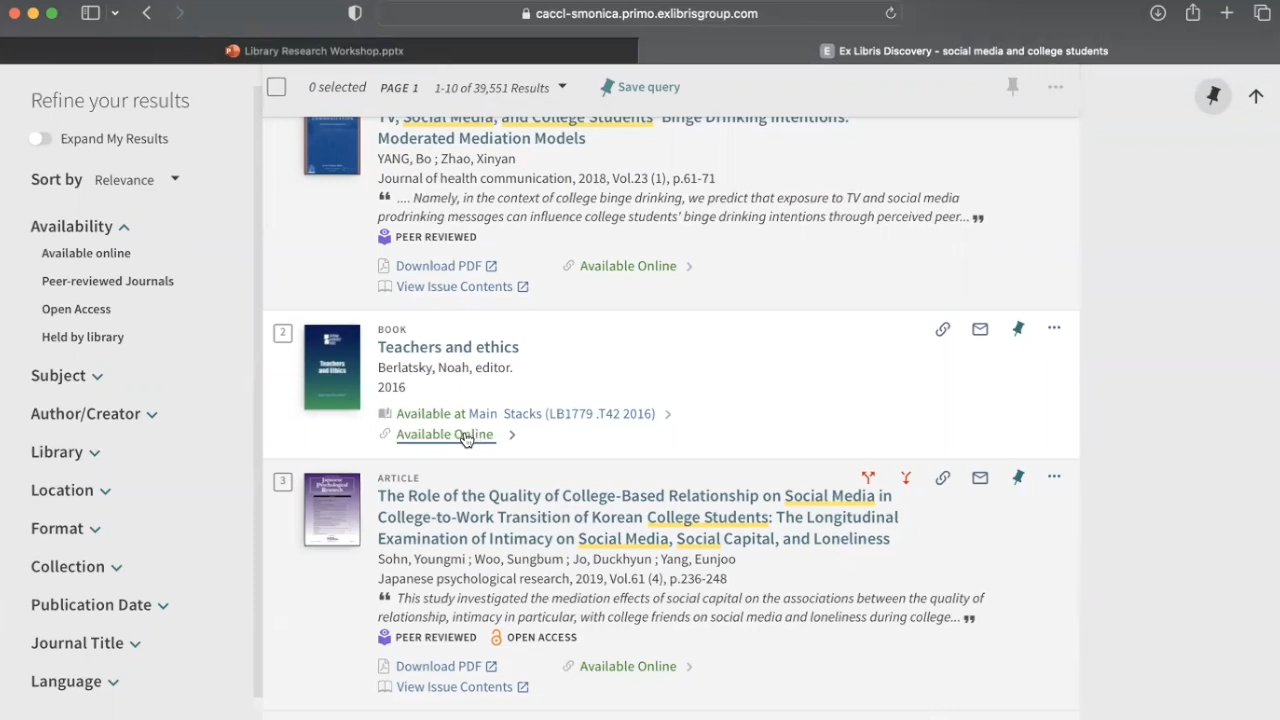 caccl-smonica.primo.exlibrisgroup.com
Library Research Workshop.pptx
Ex Libris Discovery – social media and college students
Refine your results
Expand My Results
Sort by Relevance
Availability
Available online
Peer-reviewed Journals
Open Access
Held by library
Subject
Author/Creator
Library
Location
Format
Collection
Publication Date
Journal Title
Language
0 selected PAGE 1 1-10 of 39,551 Results Save query
TV, Social Media, and College Students' Binge Drinking Intentions:
Moderated Mediation Models
YANG, Bo ; Zhao, Xinyan
Journal of health communication, 2018, Vol.23 (1), p.61-71
“ .... Namely, in the context of college binge drinking, we predict that exposure to TV and social media
prodrinking messages can influence college students' binge drinking intentions through perceived peer... ”
PEER REVIEWED
Download PDF Available Online
View Issue Contents
2
BOOK
Teachers and ethics
Teachers
and Ethics
Berlatsky, Noah, editor.
2016
Available at Main Stacks (LB1779 .T42 2016)
Available Online
3
ARTICLE
The Role of the Quality of College-Based Relationship on Social Media in
College-to-Work Transition of Korean College Students: The Longitudinal
Examination of Intimacy on Social Media, Social Capital, and Loneliness
Sohn, Youngmi ; Woo, Sungbum ; Jo, Duckhyun ; Yang, Eunjoo
Japanese psychological research, 2019, Vol.61 (4), p.236-248
“ This study investigated the mediation effects of social capital on the associations between the quality of
relationship, intimacy in particular, with college friends on social media and loneliness during college... ”
PEER REVIEWED OPEN ACCESS
Download PDF Available Online
View Issue Contents